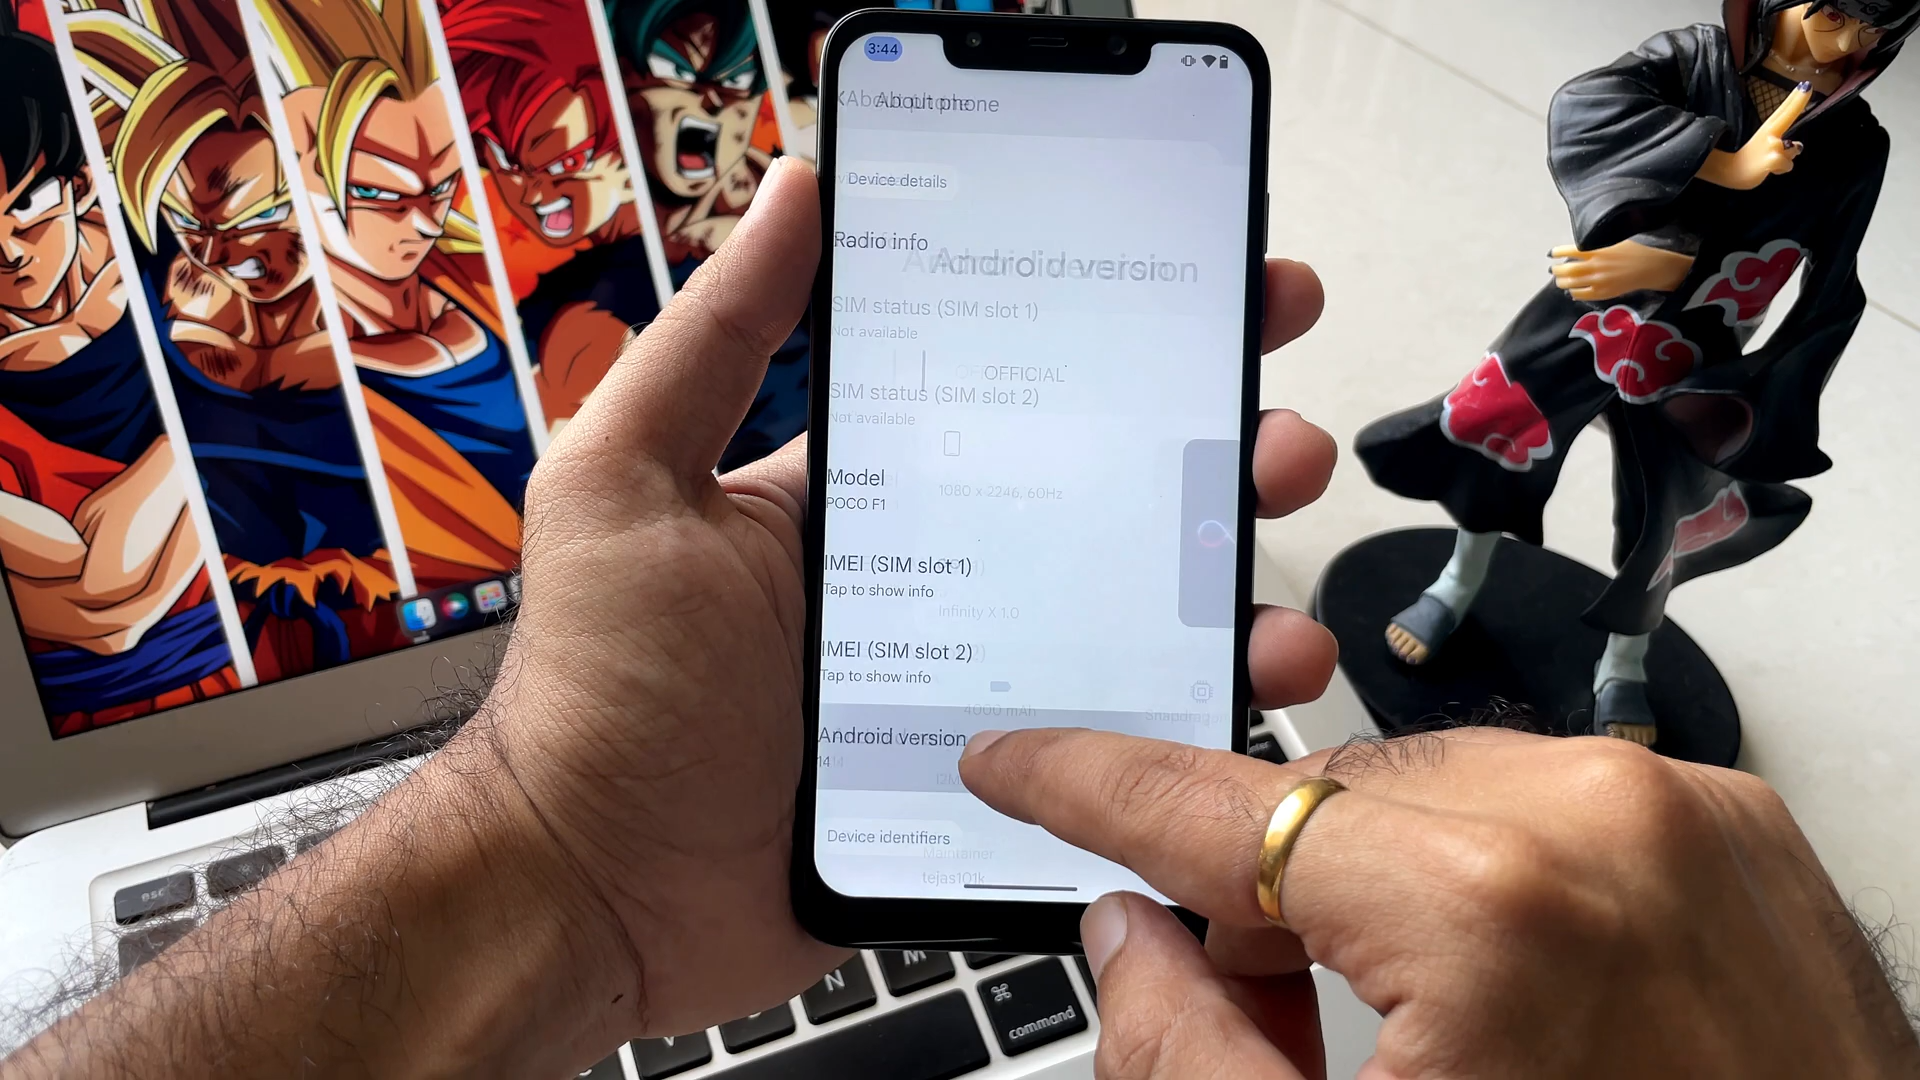 3:44
About phone
Device details
Radio info
Android version
SIM status (SIM slot 1)
Not available
OFFICIAL
SIM status (SIM slot 2)
Not available
Model
1080 x 2246, 60Hz
POCO F1
IMEI (SIM slot 1)
Tap to show info
Infinity X 1.0
IMEI (SIM slot 2)
Tap to show info
4000 mAh
Android version
14
Device identifiers
Maintainer
tejas101k
esc
N
M
V
command